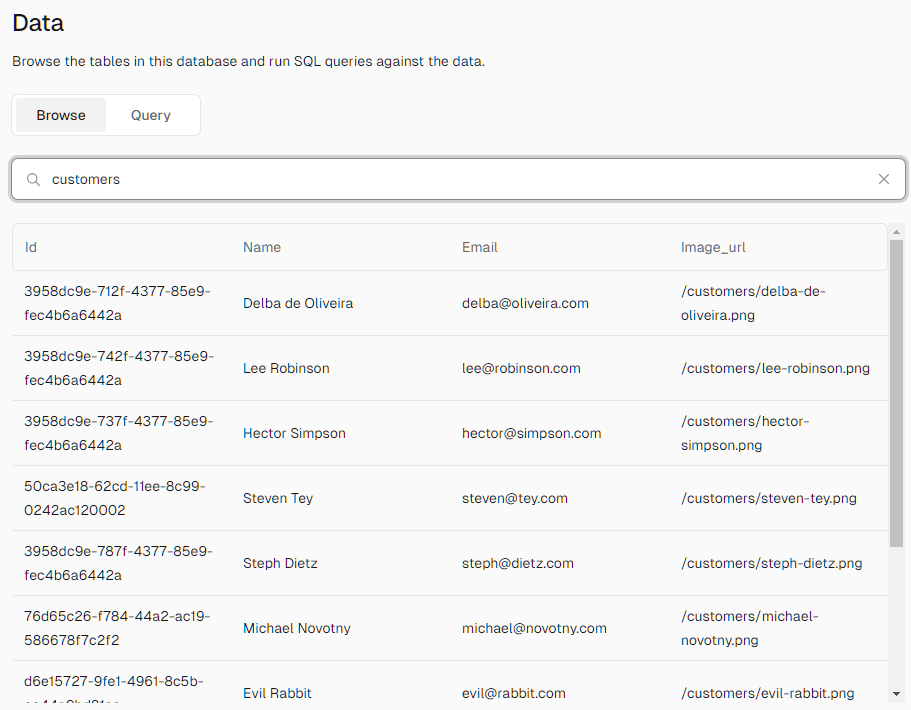 Data
Browse the tables in this database and run SQL queries against the data.
Browse Query
customers
Id Name Email Image_url
3958dc9e-712f-4377-85e9-
fec4b6a6442a
Delba de Oliveira
delba@oliveira.com
/customers/delba-de-
oliveira.png
3958dc9e-742f-4377-85e9-
fec4b6a6442a
Lee Robinson
lee@robinson.com
/customers/lee-robinson.png
3958dc9e-737f-4377-85e9-
fec4b6a6442a
Hector Simpson
hector@simpson.com
/customers/hector-
simpson.png
50ca3e18-62cd-11ee-8c99-
0242ac120002
Steven Tey
steven@tey.com
/customers/steven-tey.png
3958dc9e-787f-4377-85e9-
fec4b6a6442a
Steph Dietz
steph@dietz.com
/customers/steph-dietz.png
76d65c26-f784-44a2-ac19-
586678f7c2f2
Michael Novotny
michael@novotny.com
/customers/michael-
novotny.png
d6e15727-9fe1-4961-8c5b-
Evil Rabbit
evil@rabbit.com
/customers/evil-rabbit.png